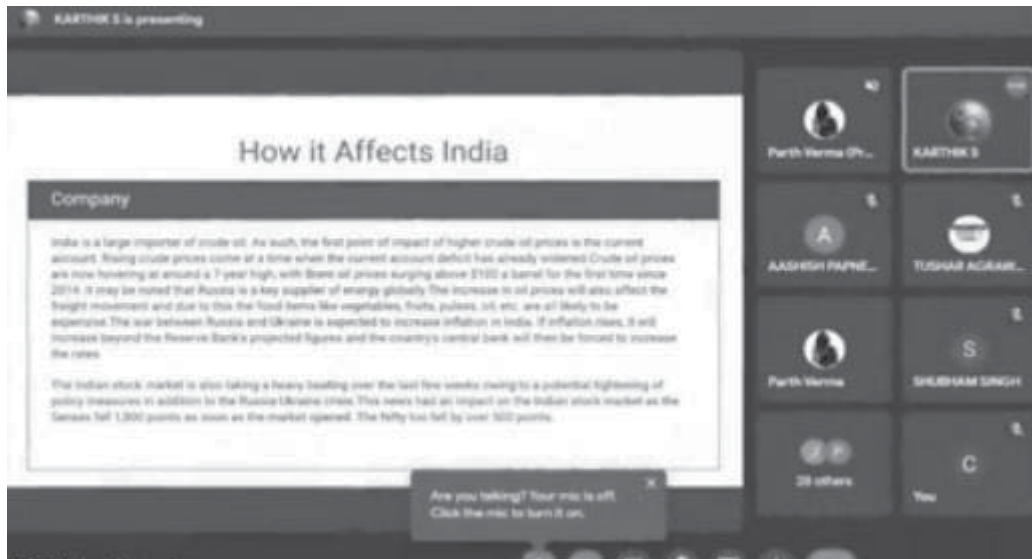 KARTHIK S is presenting
How it Affects India
Company
India is a large importer of crude oil. As such, the first point of impact of higher crude oil prices is the current
account. Rising crude prices come at a time when the current account deficit has already widened.Crude oil prices
are now hovering at around a 7-year high, with Brent oil prices surging above $100 a barrel for the first time since
2014. It may be noted that Russia is a key supplier of energy globally.The increase in oil prices will also affect the
freight movement and due to this the food items like vegetables, fruits, pulses, oil, etc. are all likely to be
expensive.The war between Russia and Ukraine is expected to increase inflation in India. If inflation rises, it will
increase beyond the Reserve Bank's projected figures and the country's central bank will then be forced to increase
the rates.
The Indian stock market is also taking a heavy beating over the last few weeks owing to a potential tightening of
policy measures in addition to the Russia Ukraine crisis.This news had an impact on the Indian stock market as the
Sensex fell 1,800 points as soon as the market opened. The Nifty too fell by over 500 points.
Parth Verma (Pr...
KARTHIK S
A
AASHISH PAPNE...
TUSHAR AGRAW...
Parth Verma
S
SHUBHAM SINGH
28 others
C
You
Are you talking? Your mic is off.
Click the mic to turn it on.